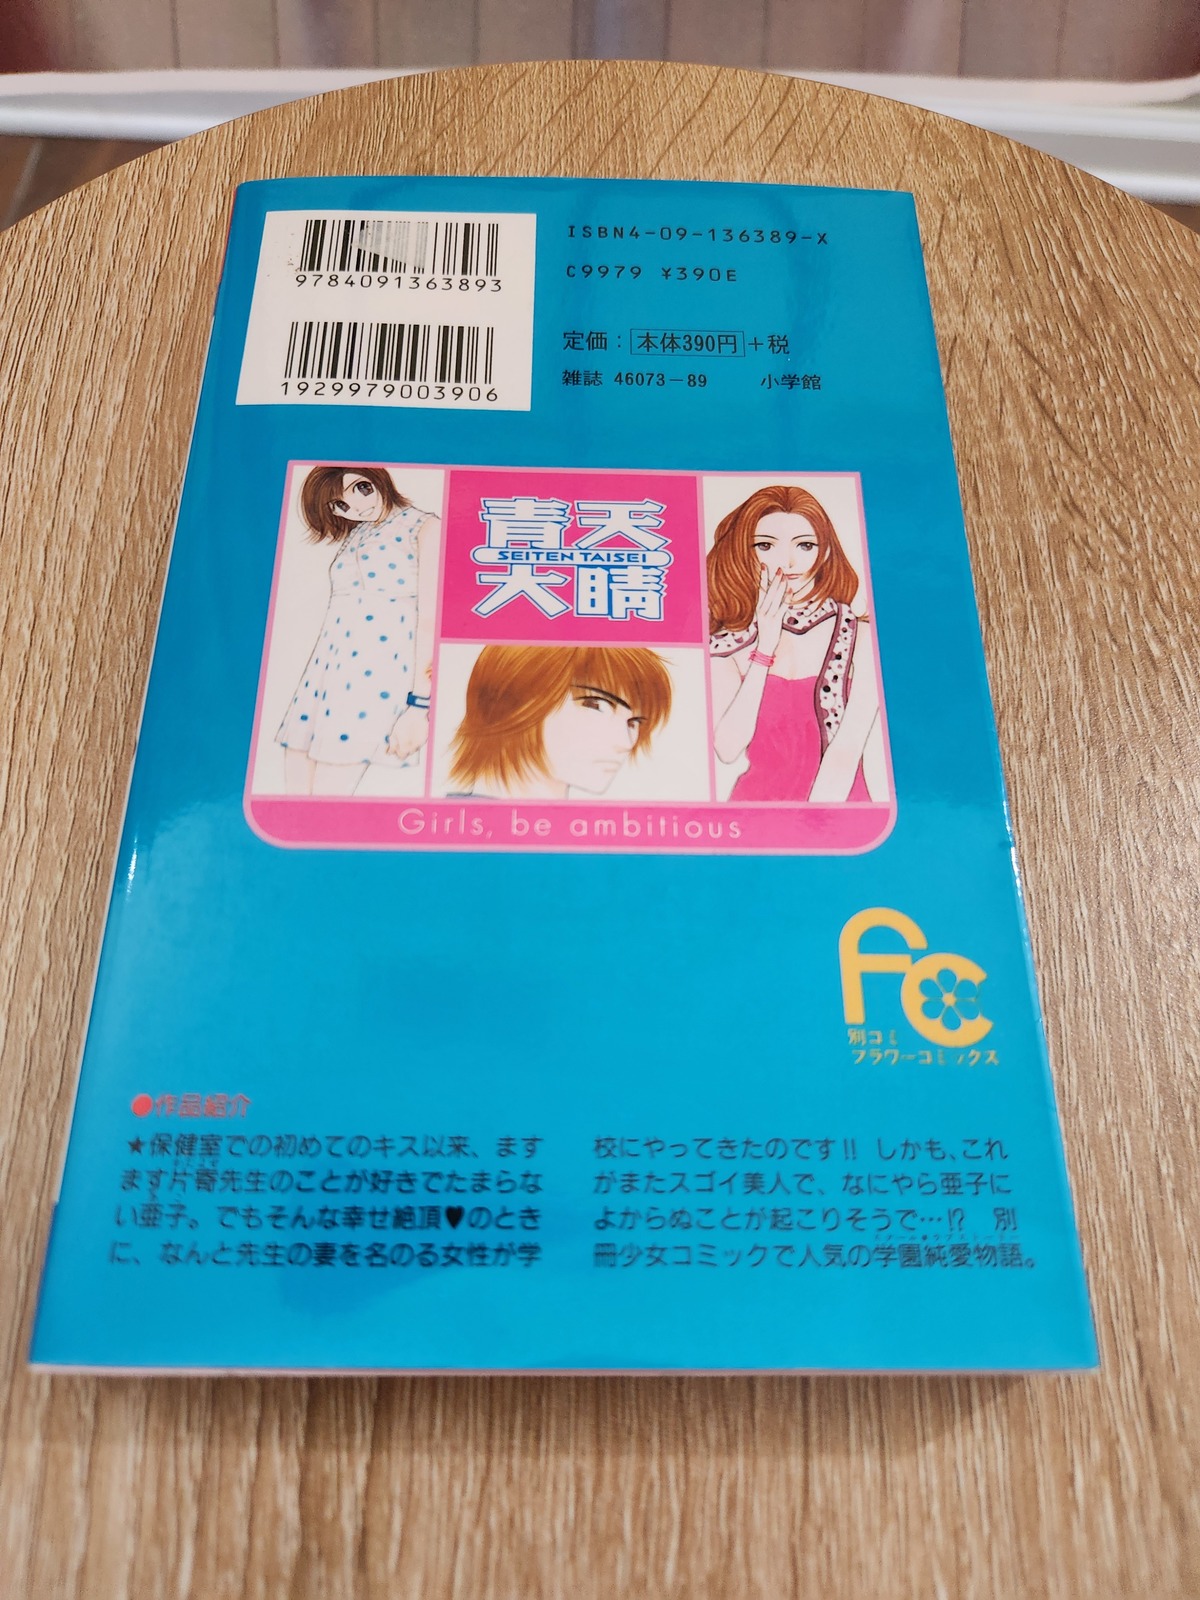 9784091363893
1929979003906
ISBN4-09-136389-X
C9979 ¥390E
定価：本体390円＋税
雑誌 46073-89 小学館
青天
SEITEN TAISEI
大晴
Girls, be ambitious
FC
別コミ
フラワーコミックス
●作品紹介
★保健室での初めてのキス以来、ます
ます片寄先生のことが好きでたまらな
い亜子。でもそんな幸せ絶頂♥のとき
に、なんと先生の妻を名のる女性が学
校にやってきたのです!! しかも、これ
がまたスゴイ美人で、なにやら亜子に
よからぬことが起こりそうで…!? 別
冊少女コミックで人気の学園純愛物語。